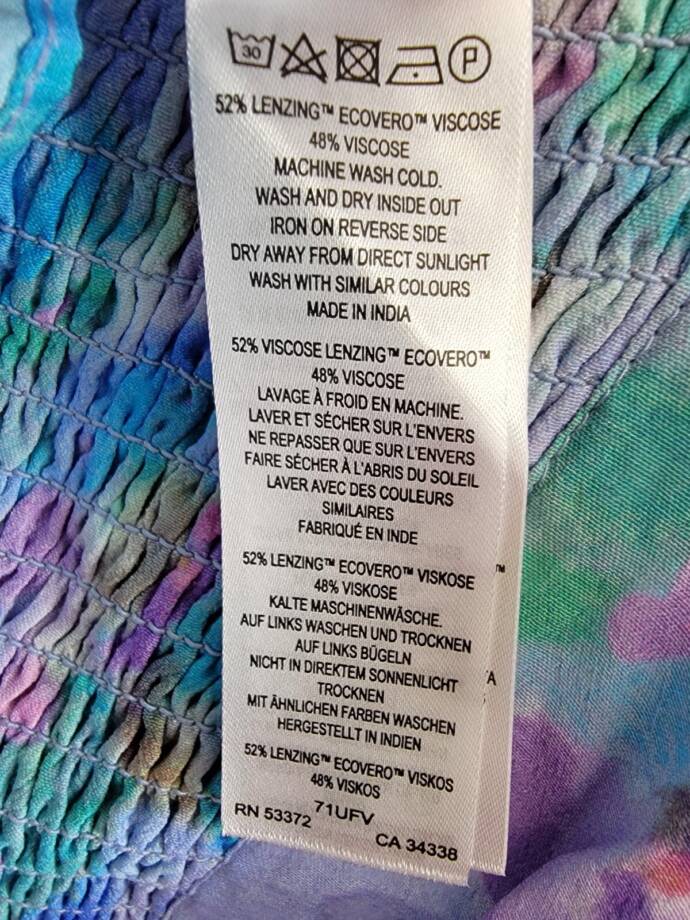 30
P
52% LENZING™ ECOVERO™ VISCOSE
48% VISCOSE
MACHINE WASH COLD.
WASH AND DRY INSIDE OUT
IRON ON REVERSE SIDE
DRY AWAY FROM DIRECT SUNLIGHT
WASH WITH SIMILAR COLOURS
MADE IN INDIA
52% VISCOSE LENZING™ ECOVERO™
48% VISCOSE
LAVAGE À FROID EN MACHINE.
LAVER ET SÉCHER SUR L'ENVERS
NE REPASSER QUE SUR L'ENVERS
FAIRE SÉCHER À L'ABRIS DU SOLEIL
LAVER AVEC DES COULEURS
SIMILAIRES
FABRIQUÉ EN INDE
52% LENZING™ ECOVERO™ VISKOSE
48% VISKOSE
KALTE MASCHINENWÄSCHE.
AUF LINKS WASCHEN UND TROCKNEN
AUF LINKS BÜGELN
NICHT IN DIREKTEM SONNENLICHT
TROCKNEN
MIT ÄHNLICHEN FARBEN WASCHEN
HERGESTELLT IN INDIEN
52% LENZING™ ECOVERO™ VISKOS
48% VISKOS
71UFV
RN 53372 CA 34338